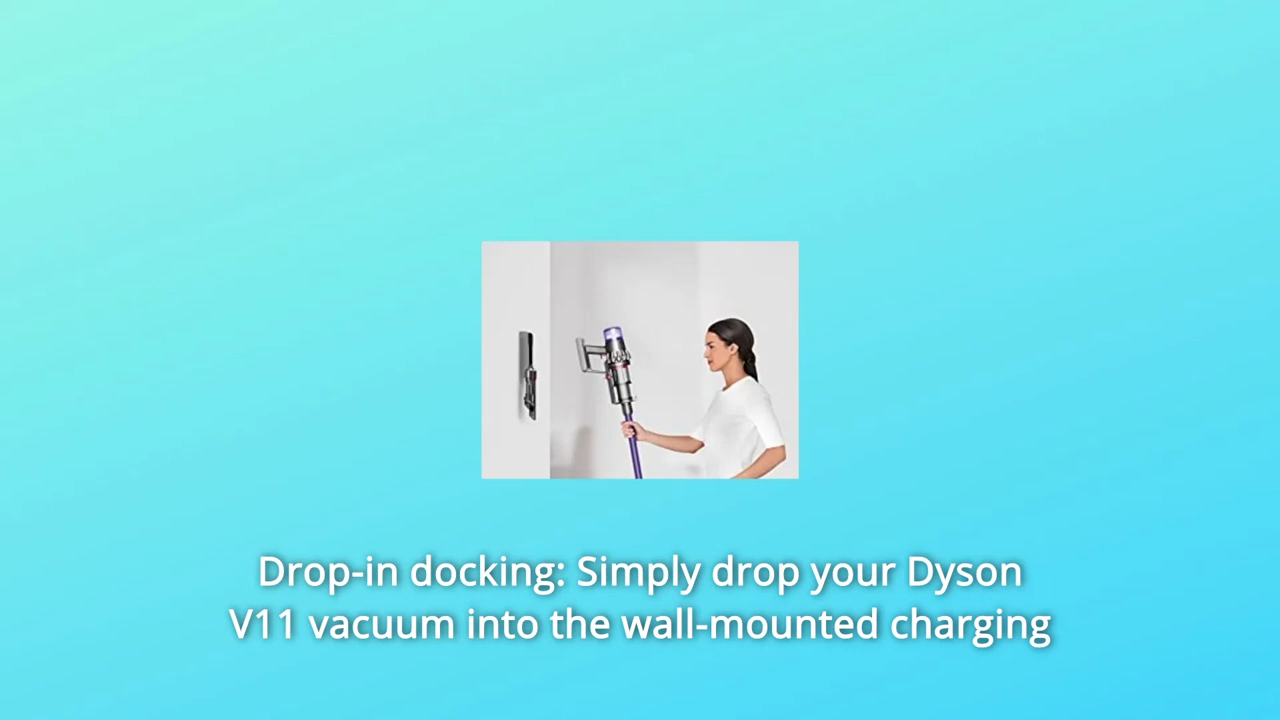 Drop-in docking: Simply drop your Dyson
V11 vacuum into the wall-mounted charging